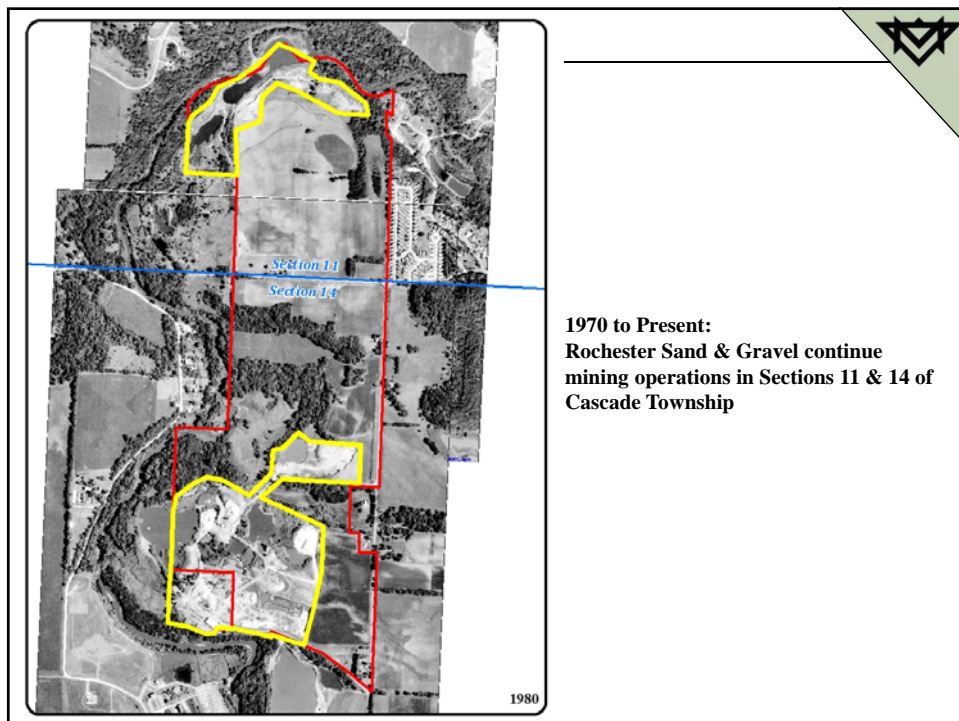 Section 11
Section 14
1970 to Present:
Rochester Sand & Gravel continue
mining operations in Sections 11 & 14 of
Cascade Township
1980